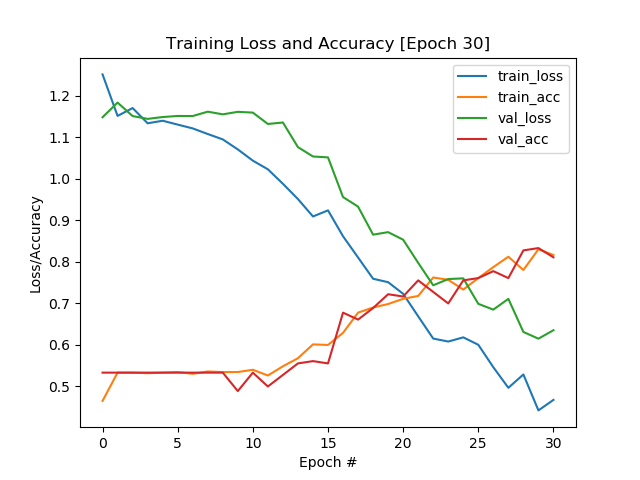 Training Loss and Accuracy [Epoch 30]
train_loss
train_acc
val_loss
val_acc
Loss/Accuracy
1.2
1.1
1.0
0.9
0.8
0.7
0.6
0.5
0 5 10 15 20 25 30
Epoch #